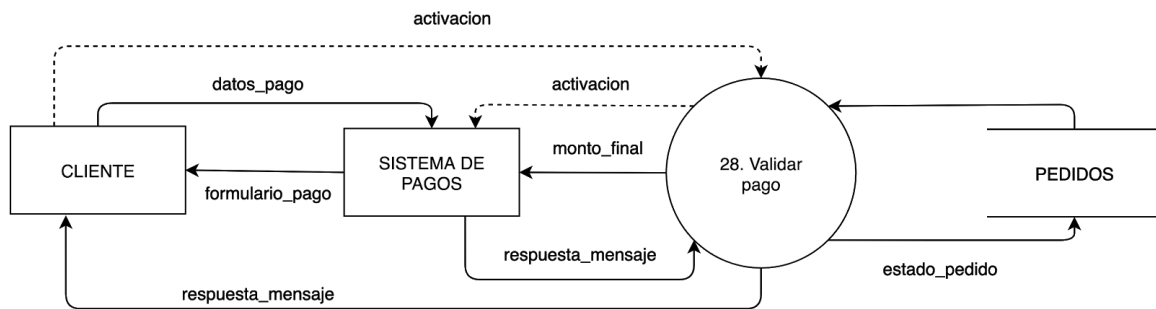 activacion
datos_pago
activacion
CLIENTE
SISTEMA DE
PAGOS
monto_final
28. Validar
pago
PEDIDOS
formulario_pago
respuesta_mensaje
estado_pedido
respuesta_mensaje